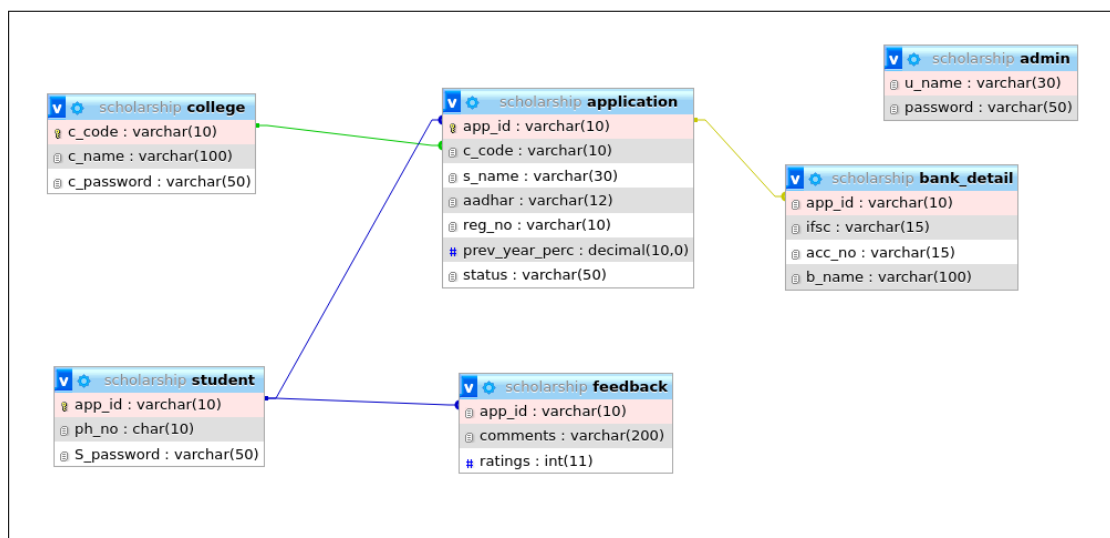 scholarship college
c_code : varchar(10)
c_name : varchar(100)
c_password : varchar(50)
scholarship application
app_id : varchar(10)
c_code : varchar(10)
s_name : varchar(30)
aadhar : varchar(12)
reg_no : varchar(10)
# prev_year_perc : decimal(10,0)
status : varchar(50)
scholarship admin
u_name : varchar(30)
password : varchar(50)
scholarship bank_detail
app_id : varchar(10)
ifsc : varchar(15)
acc_no : varchar(15)
b_name : varchar(100)
scholarship student
app_id : varchar(10)
ph_no : char(10)
S_password : varchar(50)
scholarship feedback
app_id : varchar(10)
comments : varchar(200)
# ratings : int(11)